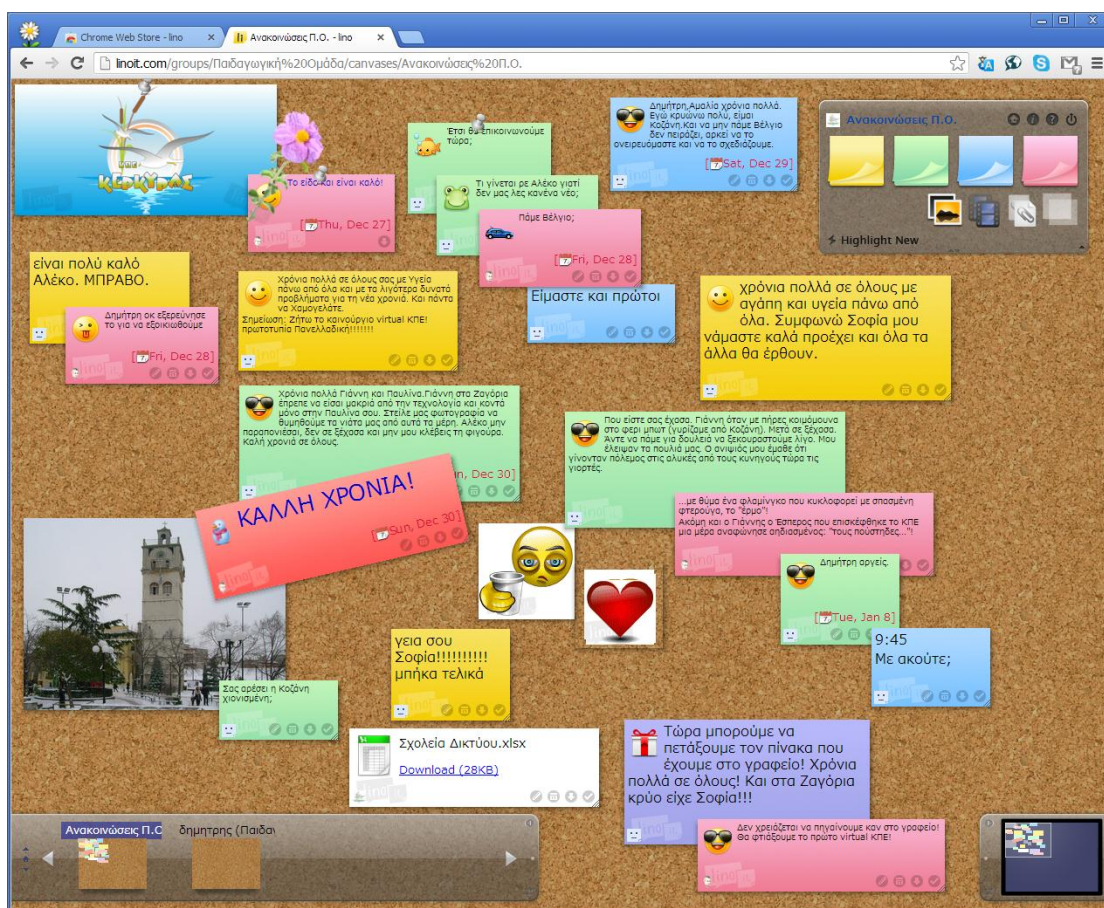 Chrome Web Store - lino
Ανακοινώσεις Π.Ο. - lino
linoit.com/groups/Παιδαγωγική%20Ομάδα/canvases/Ανακοινώσεις%20Π.Ο.
ΚΕΡΚΥΡΑΣ
Το είδα και είναι καλό!
[Thu, Dec 27]
Έτσι θα επικοινωνούμε
τώρα;
Τι γίνεται ρε Αλέκο γιατί
δεν μας λες κανένα νέο;
Πάμε Βέλγιο;
[Fri, Dec 28]
Δημήτρη,Αμαλία χρόνια πολλά.
Εγώ κρυώνω πολύ, είμαι
Κοζάνη.Και να μην πάμε Βέλγιο
δεν πειράζει, αρκεί να το
ονειρευόμαστε και να το σχεδιάζουμε.
[Sat, Dec 29]
Ανακοινώσεις Π.Ο.
Highlight New
είναι πολύ καλό
Αλέκο. ΜΠΡΑΒΟ.
Δημήτρη οκ εξερεύνησε
το για να εξοικιωθούμε
[Fri, Dec 28]
Χρόνια πολλά σε όλους σας με Υγεία
πάνω από όλα και με τα λιγότερα δυνατά
προβλήματα για τη νέα χρονιά. Και πάντα
να Χαμογελάτε.
Σημείωση: Ζήτω το καινούργιο virtual ΚΠΕ!
πρωτοτυπία Πανελλαδική!!!!!!!
Είμαστε και πρώτοι
χρόνια πολλά σε όλους με
αγάπη και υγεία πάνω από
όλα. Συμφωνώ Σοφία μου
νάμαστε καλά προέχει και όλα τα
άλλα θα έρθουν.
Χρόνια πολλά Γιάννη και Παυλίνα.Γιάννη στα Ζαγόρια
έπρεπε να είσαι μακριά από την τεχνολογία και κοντά
μόνο στην Παυλίνα σου. Στείλε μας φωτογραφία να
θυμηθούμε τα νιάτα μας από αυτά τα μέρη. Αλέκο μην
παραπονιέσαι, δεν σε ξέχασα και μην μου κλέβεις τη φιγούρα.
Καλή χρονιά σε όλους.
un, Dec 30]
ΚΑΛΛΗ ΧΡΟΝΙΑ!
[Sun, Dec 30]
Που είστε σας έχασα. Γιάννη όταν με πήρες κοιμόμουνα
στο φερι μπωτ (γυρίζαμε από Κοζάνη). Μετά σε ξέχασα.
Άντε να πάμε για δουλειά να ξεκουραστούμε λίγο. Μου
έλειψαν τα πουλιά μας. Ο ανιψιός μου έμαθε ότι
γίνονταν πόλεμος στις αλυκές από τους κυνηγούς τώρα τις
γιορτές.
...με θύμα ένα φλαμίνγκο που κυκλοφορεί με σπασμένη
φτερούγα, το "έρμο"!
Ακόμη και ο Γιάννης ο Έσπερος που επισκέφθηκε το ΚΠΕ
μια μέρα αναφώνησε αηδιασμένος: "τους πούστηδες..."!
Δημήτρη αργείς.
[Tue, Jan 8]
9:45
Με ακούτε;
γεια σου
Σοφία!!!!!!!!!!
μπήκα τελικά
Σας αρέσει η Κοζάνη
χιονισμένη;
Σχολεία Δικτύου.xlsx
Download (28KB)
Τώρα μπορούμε να
πετάξουμε τον πίνακα που
έχουμε στο γραφείο! Χρόνια
πολλά σε όλους! Και στα Ζαγόρια
κρύο είχε Σοφία!!!
Δεν χρειάζεται να πηγαίνουμε καν στο γραφείο!
Θα φτιάξουμε το πρώτο virtual ΚΠΕ!
Ανακοινώσεις Π.Ο
δημητρης (Παιδαγ